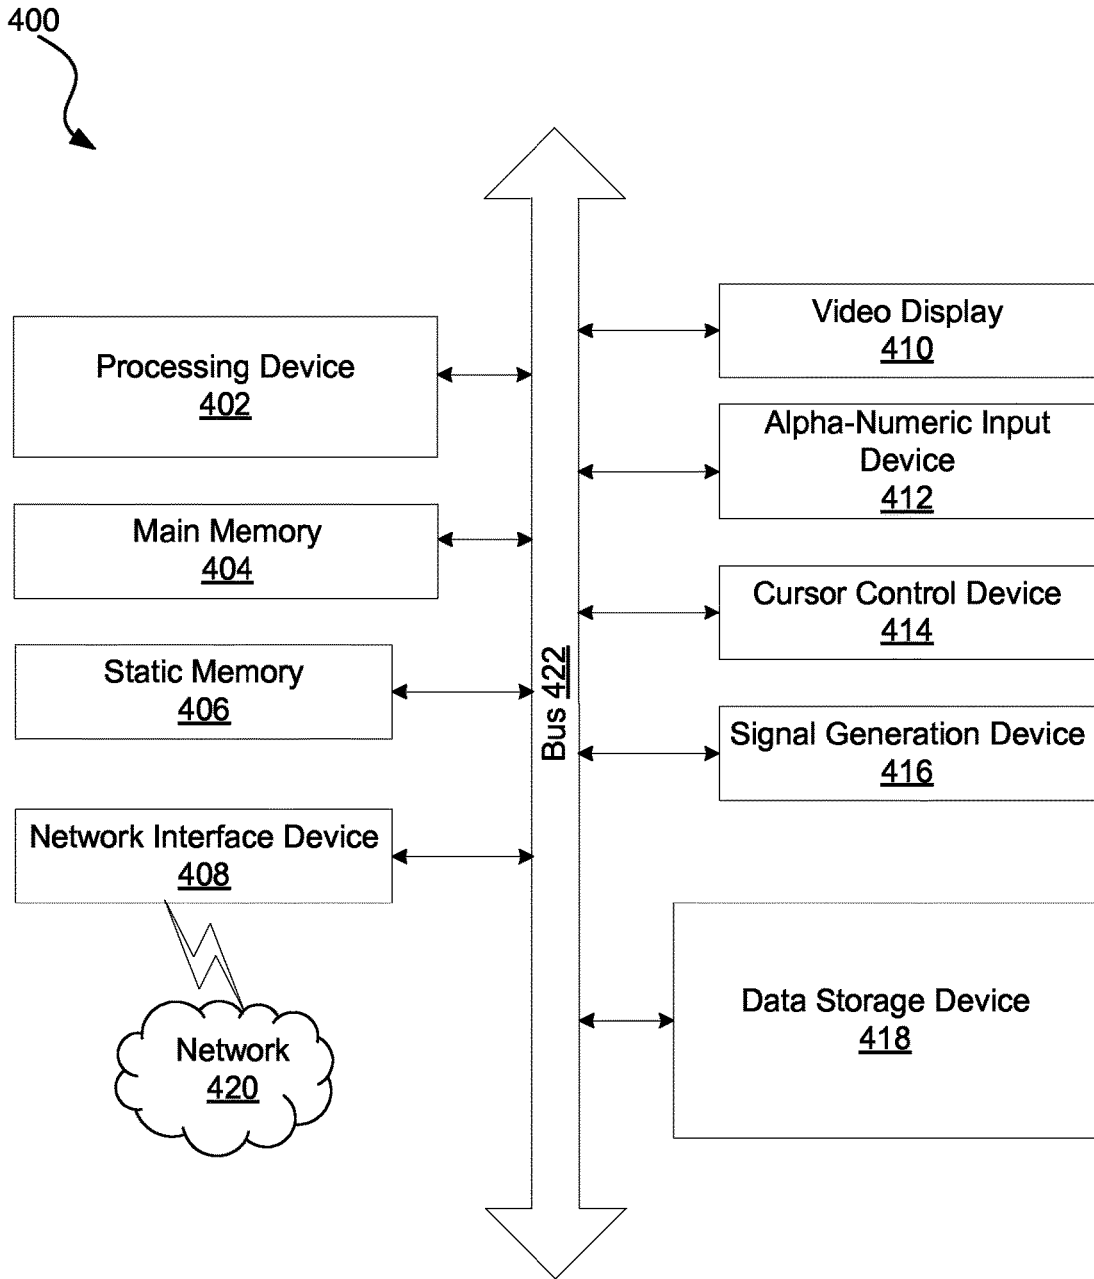 400
Processing Device
402
Main Memory
404
Static Memory
406
Network Interface Device
408
Network
420
Bus 422
Video Display
410
Alpha-Numeric Input
Device
412
Cursor Control Device
414
Signal Generation Device
416
Data Storage Device
418